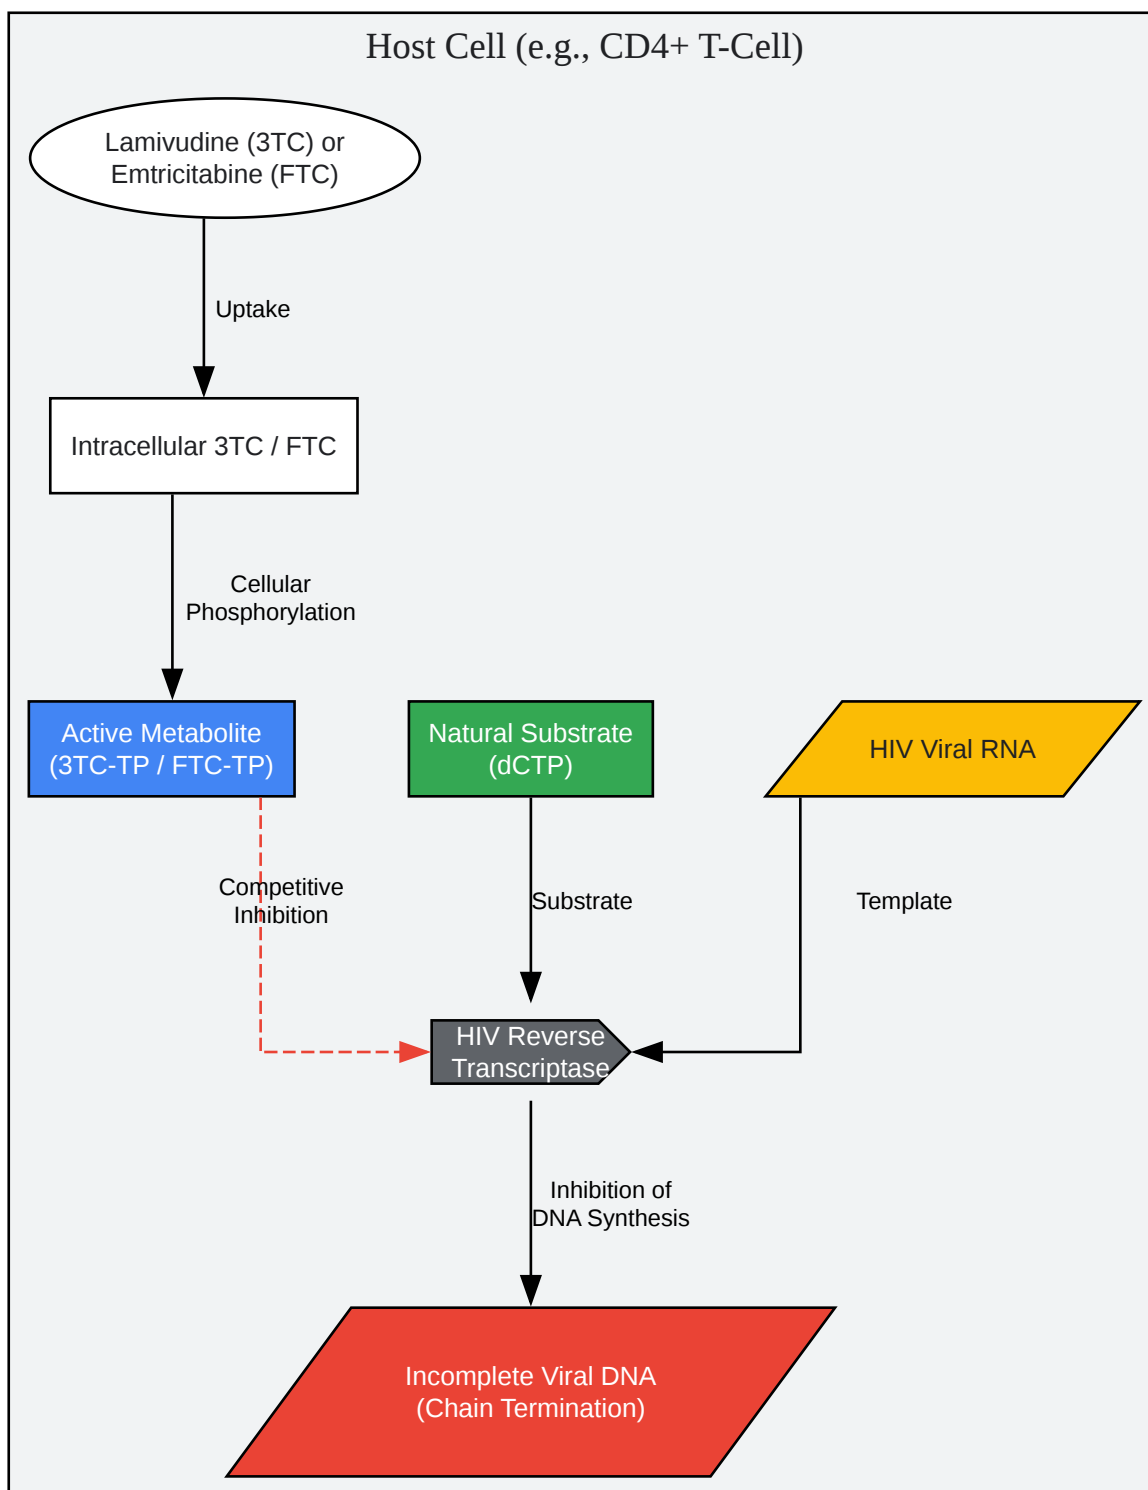 Host Cell (e.g., CD4+ T-Cell)
Lamivudine (3TC) or
Emtricitabine (FTC)
Uptake
Intracellular 3TC / FTC
Cellular
Phosphorylation
Active Metabolite
(3TC-TP / FTC-TP)
Natural Substrate
(dCTP)
HIV Viral RNA
Competitive
Inhibition
Substrate
Template
HIV Reverse
Transcriptase
Inhibition of
DNA Synthesis
Incomplete Viral DNA
(Chain Termination)